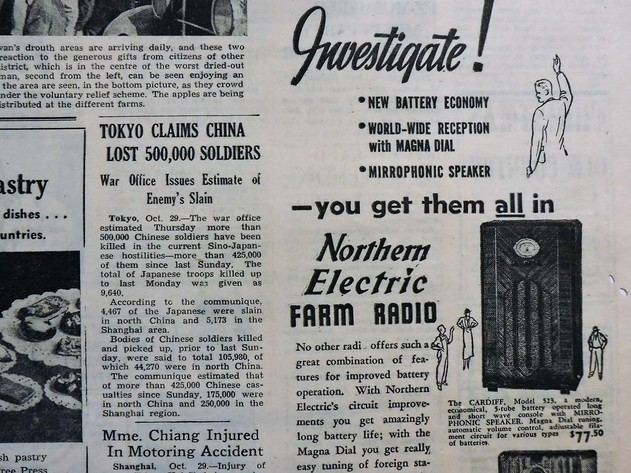 wan's drouth areas are arriving daily, and these two
reaction to the generous gifts from citizens of other
district, which is in the centre of the worst dried-out
man, second from the left, can be seen enjoying an
the area are seen, in the bottom picture, as they crowd
nder the voluntary relief scheme. The apples are being
istributed at the different farms.
astry
dishes . . .
untries.
sh pastry
ree Press
TOKYO CLAIMS CHINA
LOST 500,000 SOLDIERS
War Office Issues Estimate of
Enemy's Slain
Tokyo, Oct. 29.—The war office
estimated Thursday more than
500,000 Chinese soldiers have been
killed in the current Sino-Japan-
ese hostilities—more than 425,000
of them since last Sunday. The
total of Japanese troops killed up
to last Monday was given as
9,640.
According to the communique,
4,467 of the Japanese were slain
in north China and 5,173 in the
Shanghai area.
Bodies of Chinese soldiers killed
and picked up, prior to last Sun-
day, were said to total 105,980, of
which 44,270 were in north China.
The communique estimated that
of more than 425,000 Chinese cas-
ualties since Sunday, 175,000 were
in north China and 250,000 in the
Shanghai region.
Mme. Chiang Injured
In Motoring Accident
Shanghai, Oct. 29.—Injury of
Investigate!
• NEW BATTERY ECONOMY
• WORLD-WIDE RECEPTION
with MAGNA DIAL
• MIRROPHONIC SPEAKER
—you get them all in
Northern
Electric
FARM RADIO
No other radi offers such a
great combination of fea-
tures for improved battery
operation. With Northern
Electric's circuit improve-
ments you get amazingly
long battery life; with the
Magna Dial you get really
easy tuning of foreign sta-
The CARDIFF, Model 523, a modern,
economical, 5-tube battery operated long
and short wave console with MIRRO-
PHONIC SPEAKER, Magna Dial tuning,
automatic volume control, adjustable fila-
ment circuit for various types
of batteries. $77.50